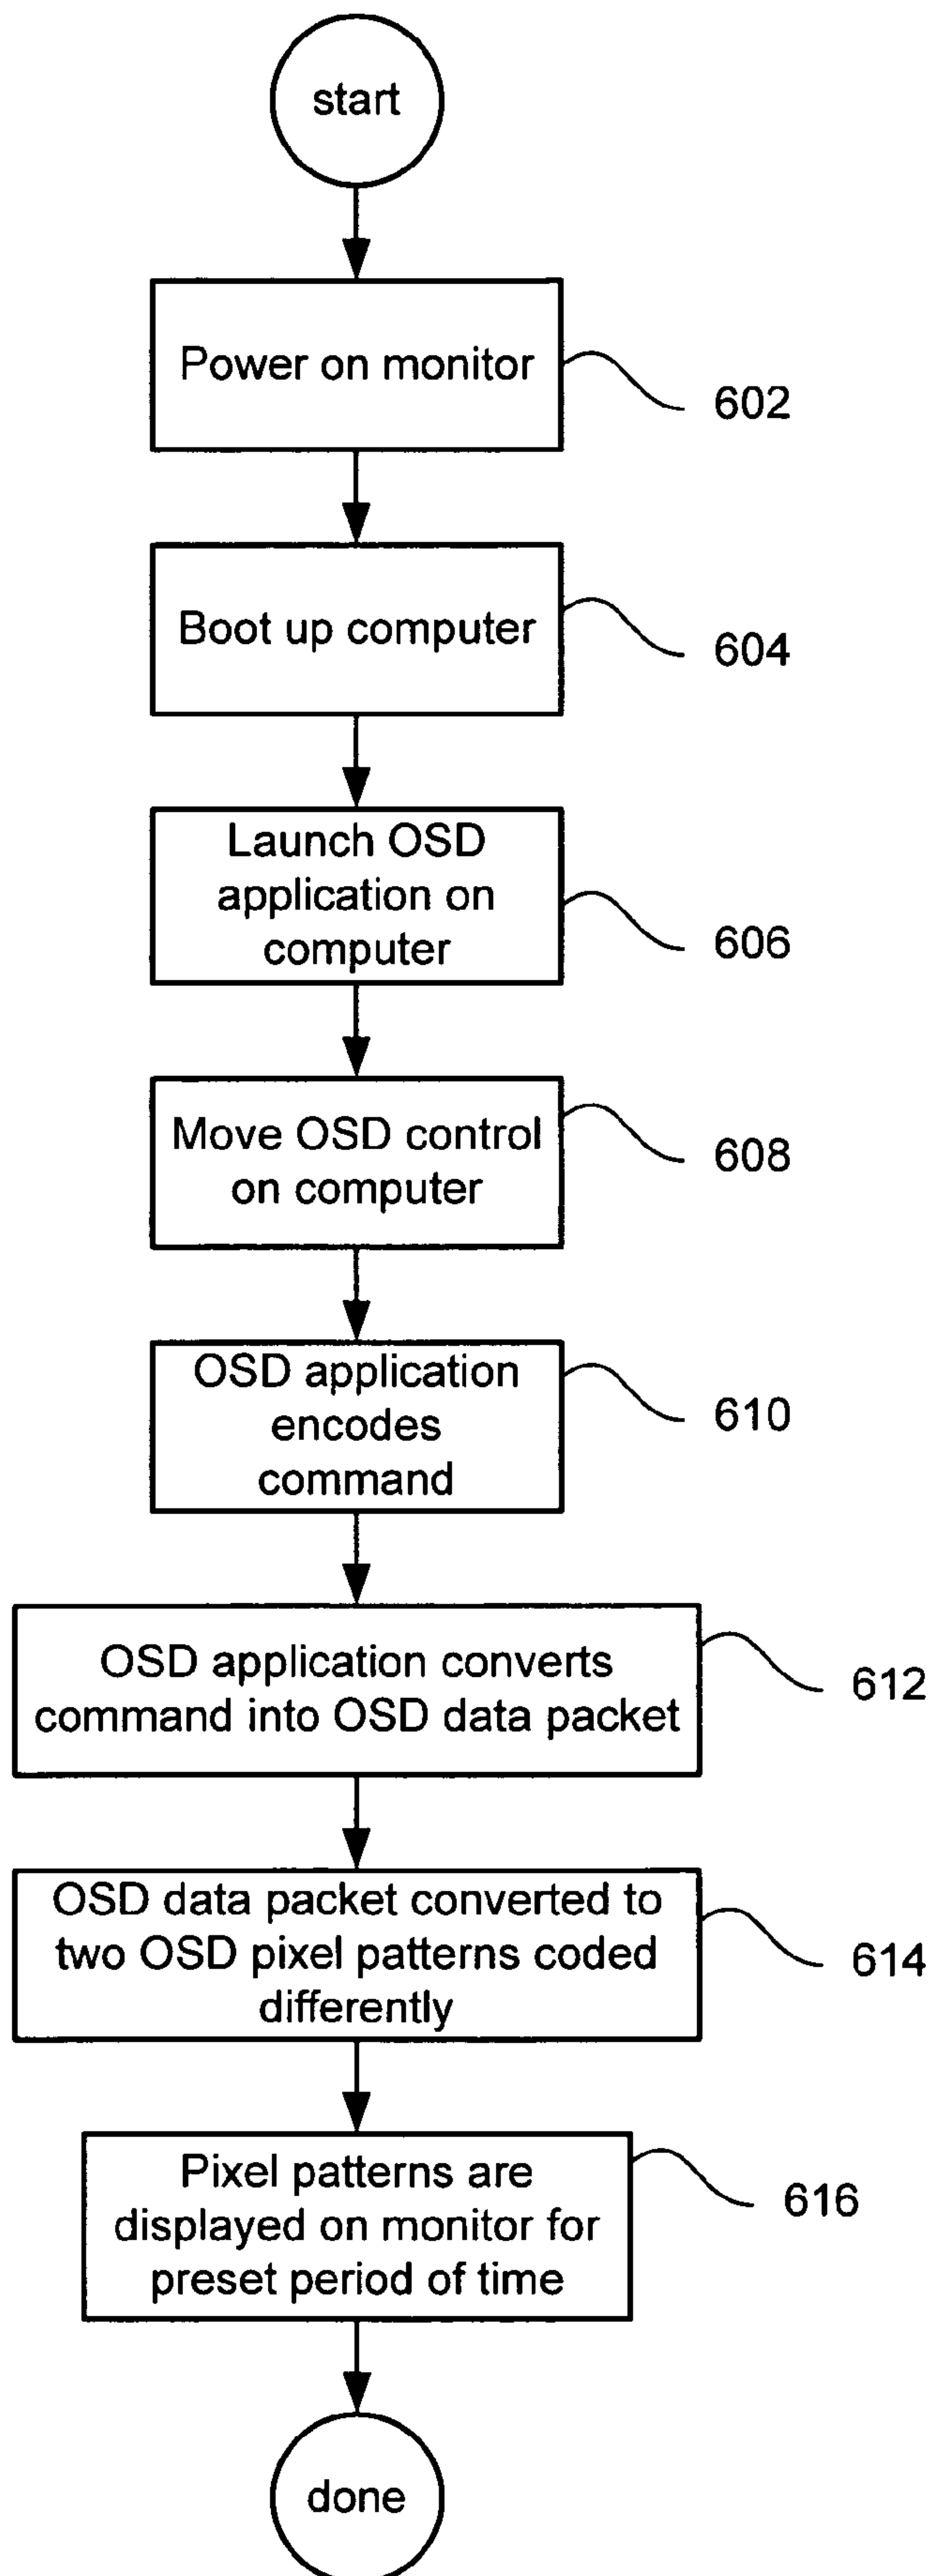 start
Power on monitor
602
Boot up computer
604
Launch OSD
application on
computer
606
Move OSD control
on computer
608
OSD application
encodes
command
610
OSD application converts
command into OSD data packet
612
OSD data packet converted to
two OSD pixel patterns coded
differently
614
Pixel patterns are
displayed on monitor for
preset period of time
616
done